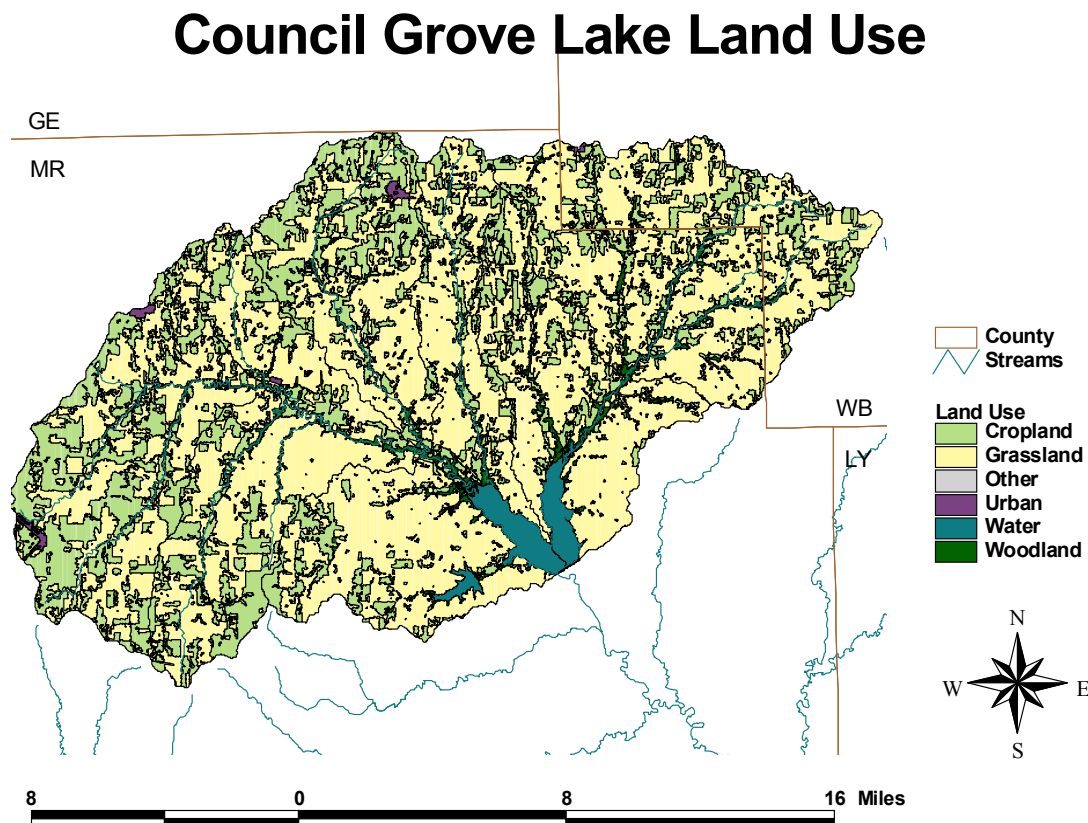 Council Grove Lake Land Use
GE
MR
WB
LY
County
Streams
Land Use
Cropland
Grassland
Other
Urban
Water
Woodland
N
W E
S
8 0 8 16 Miles